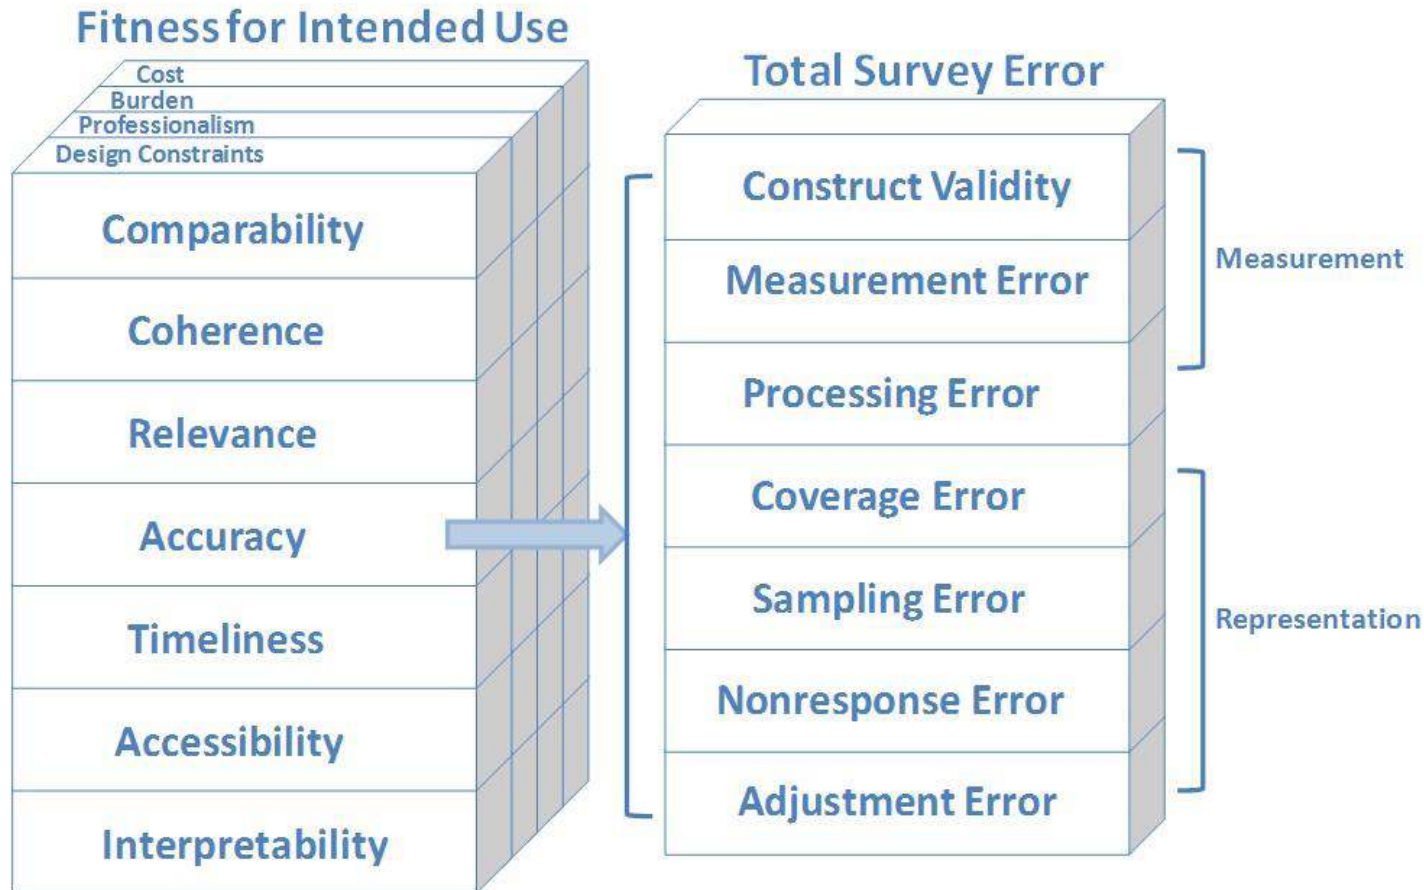 Fitness for Intended Use
Cost
Burden
Professionalism
Design Constraints
Comparability
Coherence
Relevance
Accuracy
Timeliness
Accessibility
Interpretability
Total Survey Error
Construct Validity
Measurement Error
Processing Error
Coverage Error
Sampling Error
Nonresponse Error
Adjustment Error
Measurement
Representation